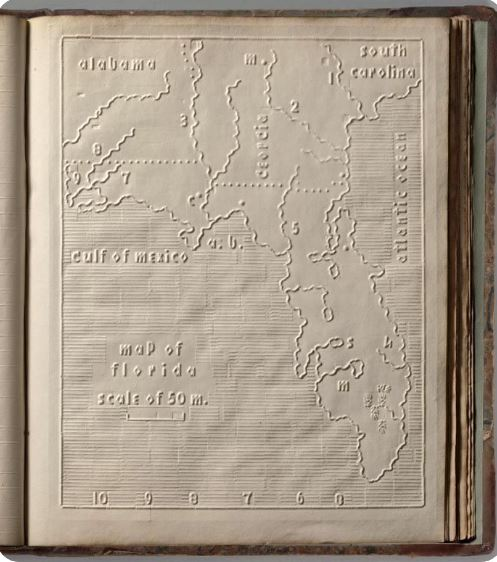 south
alabama
m.
carolina
1
2
3
georgia
8
atlantic ocean
9
7
5
a. b.
gulf of mexico
map of
s
florida
m
scale of 50 m.
10 9 8 7 6 0